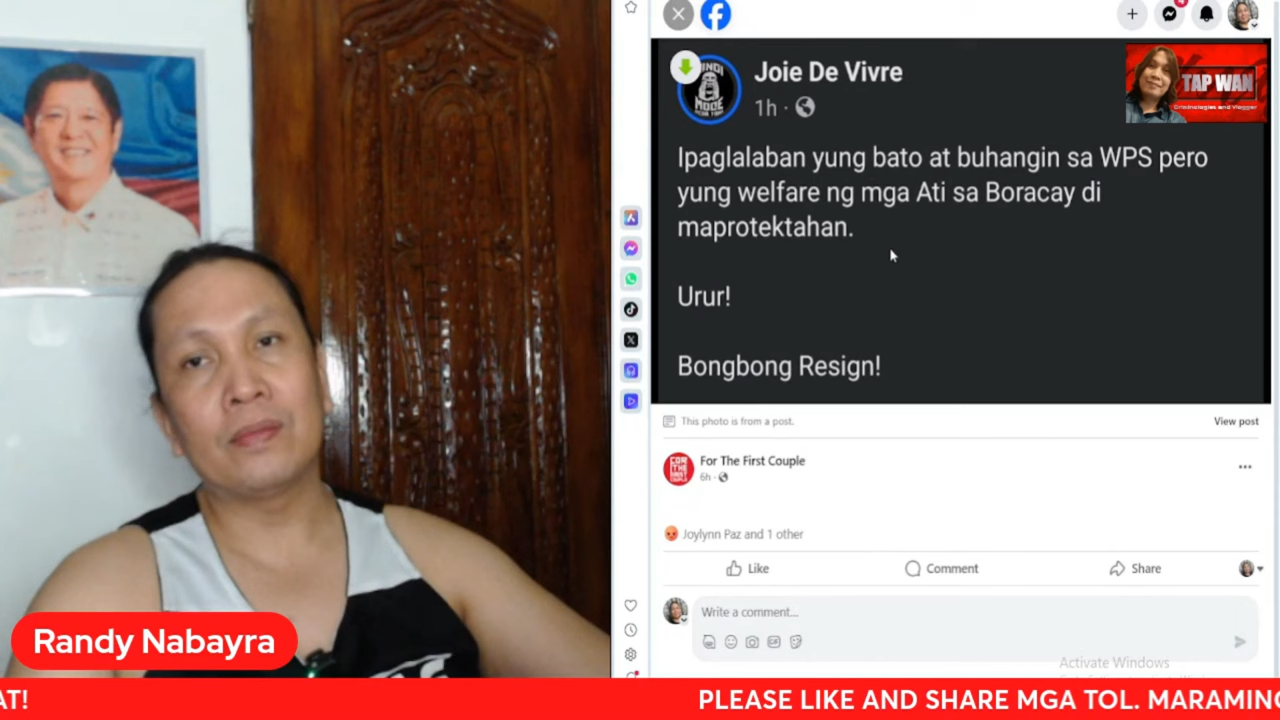 Joie De Vivre
1h ·
TAP WAN
Criminologist and Vlogger
Ipaglalaban yung bato at buhangin sa WPS pero
yung welfare ng mga Ati sa Boracay di
maprotektahan.
Urur!
Bongbong Resign!
This photo is from a post.
View post
For The First Couple
6h ·
Joylynn Paz and 1 other
Like
Comment
Share
Write a comment...
Activate Windows
Randy Nabayra
AT!
PLEASE LIKE AND SHARE MGA TOL. MARAMING